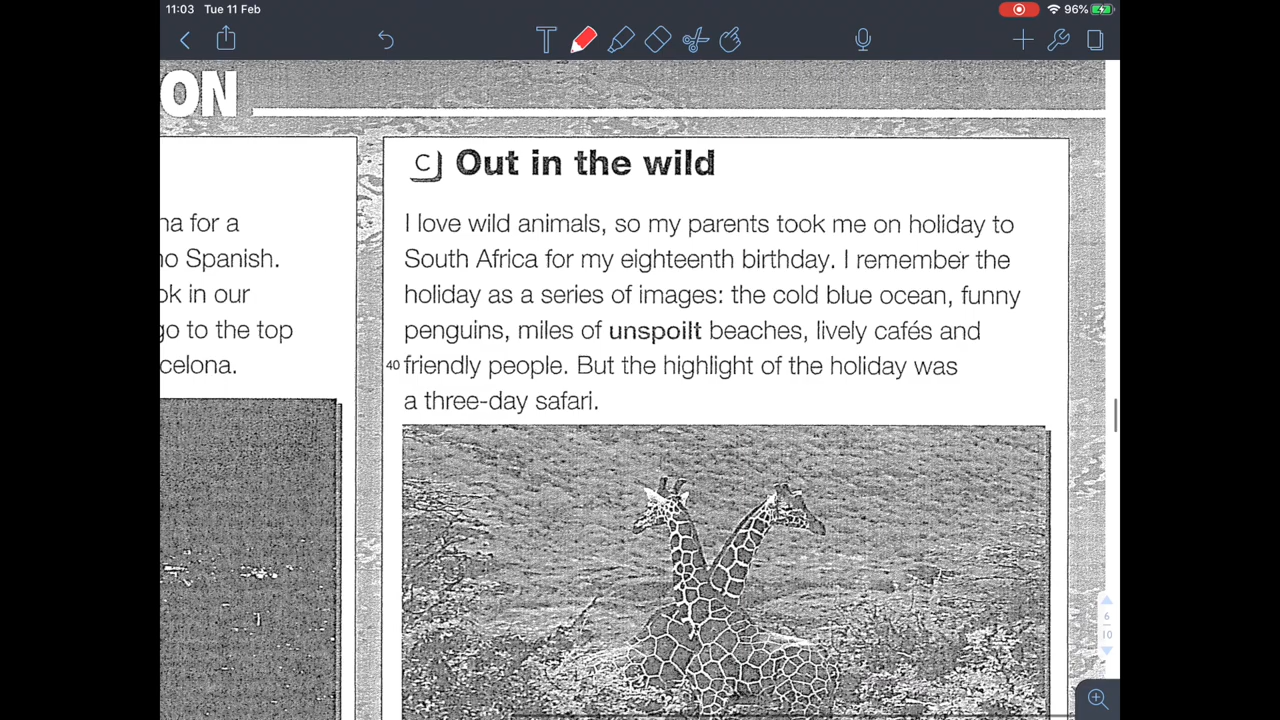 11:03 Tue 11 Feb
96%
T
ON
na for a
no Spanish.
ok in our
go to the top
celona.
C Out in the wild
I love wild animals, so my parents took me on holiday to
South Africa for my eighteenth birthday. I remember the
holiday as a series of images: the cold blue ocean, funny
penguins, miles of unspoilt beaches, lively cafés and
40 friendly people. But the highlight of the holiday was
a three-day safari.
6
10